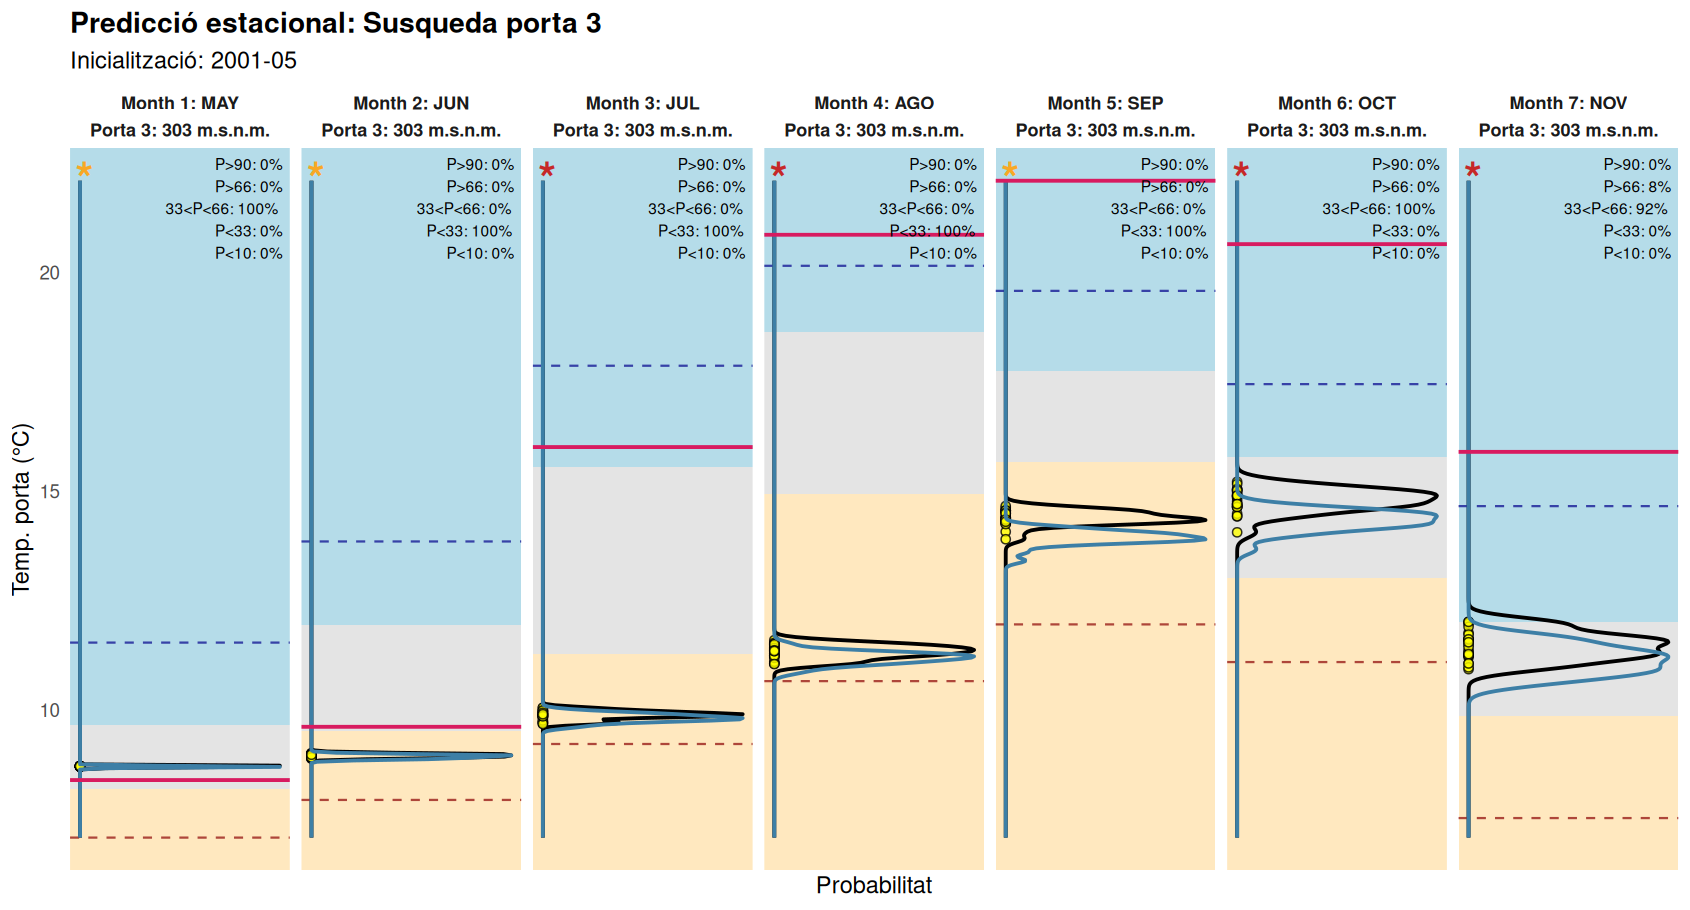 Predicció estacional: Susqueda porta 3
Inicialització: 2001-05
Month 1: MAY
Porta 3: 303 m.s.n.m.
Month 2: JUN
Porta 3: 303 m.s.n.m.
Month 3: JUL
Porta 3: 303 m.s.n.m.
Month 4: AGO
Porta 3: 303 m.s.n.m.
Month 5: SEP
Porta 3: 303 m.s.n.m.
Month 6: OCT
Porta 3: 303 m.s.n.m.
Month 7: NOV
Porta 3: 303 m.s.n.m.
*
P>90: 0%
P>66: 0%
33<P<66: 100%
P<33: 0%
P<10: 0%
*
P>90: 0%
P>66: 0%
33<P<66: 0%
P<33: 100%
P<10: 0%
*
P>90: 0%
P>66: 0%
33<P<66: 0%
P<33: 100%
P<10: 0%
*
P>90: 0%
P>66: 0%
33<P<66: 0%
P<33: 100%
P<10: 0%
*
P>90: 0%
P>66: 0%
33<P<66: 0%
P<33: 100%
P<10: 0%
*
P>90: 0%
P>66: 0%
33<P<66: 100%
P<33: 0%
P<10: 0%
*
P>90: 0%
P>66: 8%
33<P<66: 92%
P<33: 0%
P<10: 0%
20
15
10
Temp. porta (°C)
Probabilitat